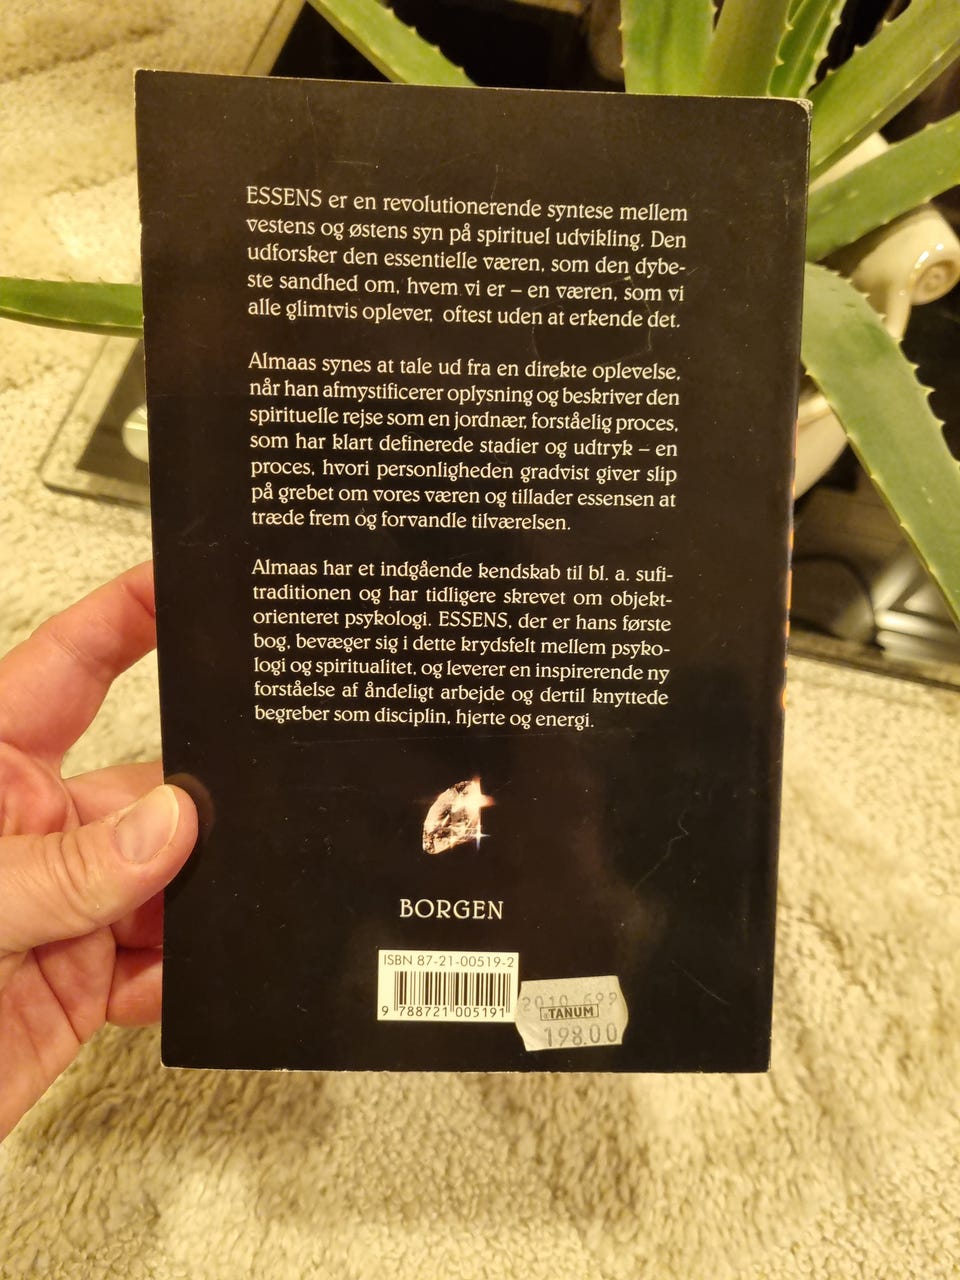 ESSENS er en revolutionerende syntese mellem
vestens og østens syn på spirituel udvikling. Den
udforsker den essentielle væren, som den dybe-
ste sandhed om, hvem vi er – en væren, som vi
alle glimtvis oplever, oftest uden at erkende det.
Almaas synes at tale ud fra en direkte oplevelse,
når han afmystificerer oplysning og beskriver den
spirituelle rejse som en jordnær, forståelig proces,
som har klart definerede stadier og udtryk – en
proces, hvori personligheden gradvist giver slip
på grebet om vores væren og tillader essensen at
træde frem og forvandle tilværelsen.
Almaas har et indgående kendskab til bl. a. sufi-
traditionen og har tidligere skrevet om objekt-
orienteret psykologi. ESSENS, der er hans første
bog, bevæger sig i dette krydsfelt mellem psyko-
logi og spiritualitet, og leverer en inspirerende ny
forståelse af åndeligt arbejde og dertil knyttede
begreber som disciplin, hjerte og energi.
BORGEN
ISBN 87-21-00519-2
9 788721 005191
2010 699
TANUM
198.00